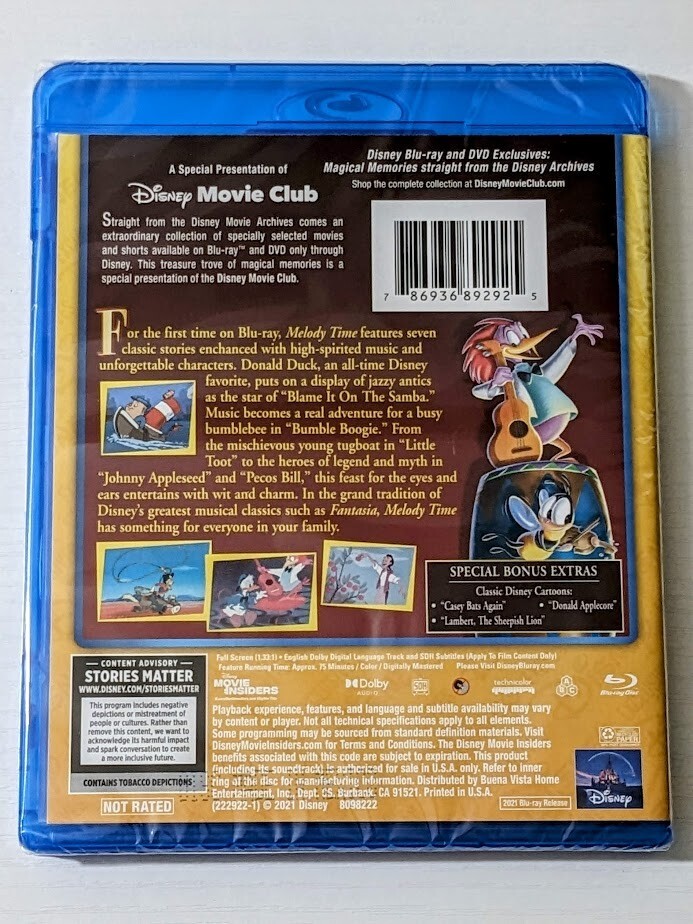 A Special Presentation of
Disney Movie Club
Straight from the Disney Movie Archives comes an
extraordinary collection of specially selected movies
and shorts available on Blu-ray™ and DVD only through
Disney. This treasure trove of magical memories is a
special presentation of the Disney Movie Club.
Disney Blu-ray and DVD Exclusives:
Magical Memories straight from the Disney Archives
Shop the complete collection at DisneyMovieClub.com
7 86936 89292 5
For the first time on Blu-ray, Melody Time features seven
classic stories enchanced with high-spirited music and
unforgettable characters. Donald Duck, an all-time Disney
favorite, puts on a display of jazzy antics
as the star of “Blame It On The Samba.”
Music becomes a real adventure for a busy
bumblebee in “Bumble Boogie.” From
the mischievous young tugboat in “Little
Toot” to the heroes of legend and myth in
“Johnny Appleseed” and “Pecos Bill,” this feast for the eyes and
ears entertains with wit and charm. In the grand tradition of
Disney’s greatest musical classics such as Fantasia, Melody Time
has something for everyone in your family.
SPECIAL BONUS EXTRAS
Classic Disney Cartoons:
• “Casey Bats Again” • “Donald Applecore”
• “Lambert, The Sheepish Lion”
CONTENT ADVISORY
STORIES MATTER
WWW.DISNEY.COM/STORIESMATTER
This program includes negative
depictions or mistreatment of
people or cultures. Rather than
remove this content, we want to
acknowledge its harmful impact
and spark conversation to create
a more inclusive future.
CONTAINS TOBACCO DEPICTIONS
NOT RATED
Full Screen (1.33:1) • English Dolby Digital Language Track and SDH Subtitles (Apply To Film Content Only)
Feature Running Time: Approx. 75 Minutes / Color / Digitally Mastered Please Visit DisneyBluray.com
Disney
MOVIE
INSIDERS
Dolby
AUDIO
technicolor
ABC
Blu-ray Disc
Playback experience, features, and language and subtitle availability may vary
by content or player. Not all technical specifications apply to all elements.
Some programming may be sourced from standard definition materials. Visit
DisneyMovieInsiders.com for Terms and Conditions. The Disney Movie Insiders
benefits associated with this code are subject to expiration. This product
(including its soundtrack) is authorized for sale in U.S.A. only. Refer to inner
ring of the disc for manufacturing information. Distributed by Buena Vista Home
Entertainment, Inc., Dept. CS, Burbank, CA 91521. Printed in U.S.A.
(222922-1) © 2021 Disney 8098222
2021 Blu-ray Release
PAPER
Disney